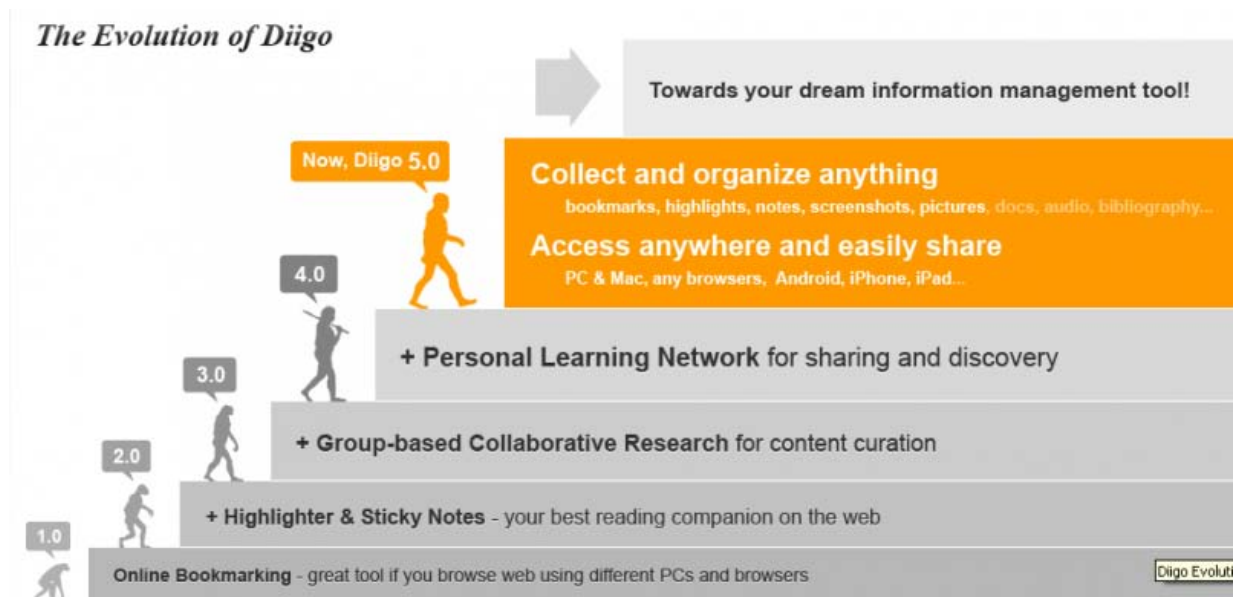 The Evolution of Diigo
Towards your dream information management tool!
Now, Diigo 5.0
Collect and organize anything
bookmarks, highlights, notes, screenshots, pictures, docs, audio, bibliography...
Access anywhere and easily share
PC & Mac, any browsers, Android, iPhone, iPad...
4.0
+ Personal Learning Network for sharing and discovery
3.0
+ Group-based Collaborative Research for content curation
2.0
+ Highlighter & Sticky Notes - your best reading companion on the web
1.0
Online Bookmarking - great tool if you browse web using different PCs and browsers
Diigo Evoluti